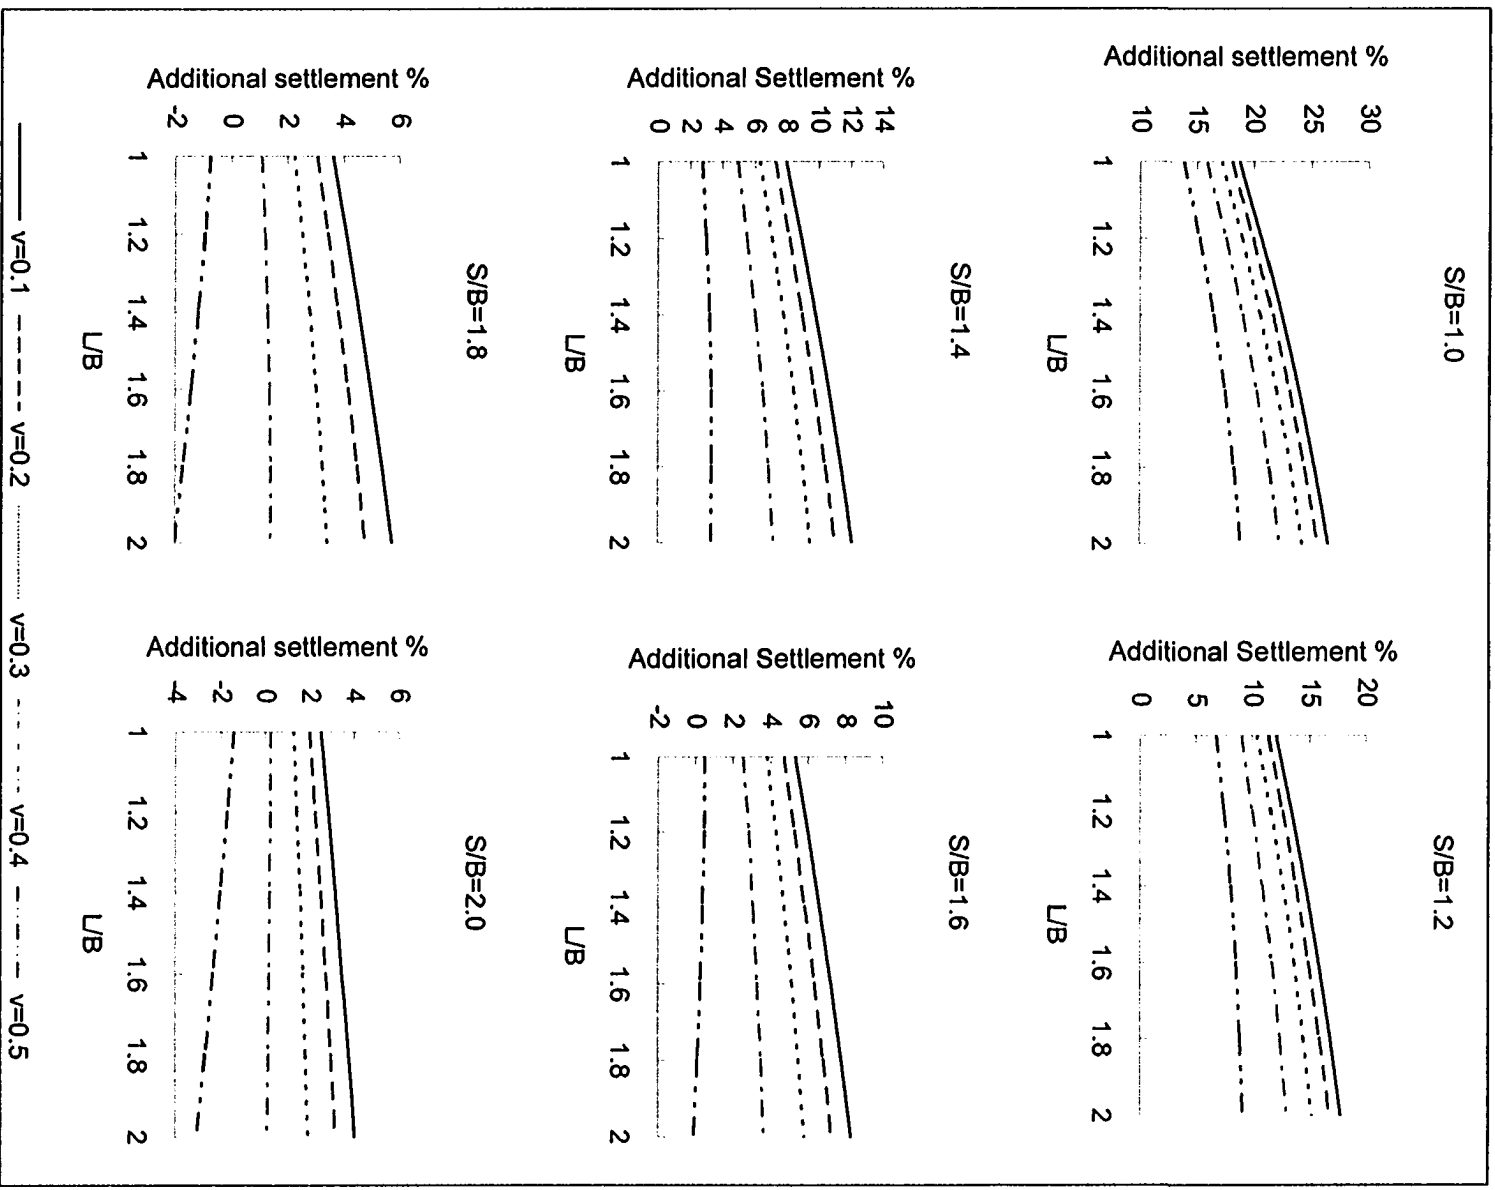 S/B=1.0
Additional settlement %
30
25
20
15
10
1 1.2 1.4 1.6 1.8 2
L/B
S/B=1.2
Additional Settlement %
20
15
10
5
0
1 1.2 1.4 1.6 1.8 2
L/B
S/B=1.4
Additional Settlement %
14
12
10
8
6
4
2
0
1 1.2 1.4 1.6 1.8 2
L/B
S/B=1.6
Additional Settlement %
10
8
6
4
2
0
-2
1 1.2 1.4 1.6 1.8 2
L/B
S/B=1.8
Additional settlement %
6
4
2
0
-2
1 1.2 1.4 1.6 1.8 2
L/B
S/B=2.0
Additional settlement %
6
4
2
0
-2
-4
1 1.2 1.4 1.6 1.8 2
L/B
v=0.1 v=0.2 v=0.3 v=0.4 v=0.5